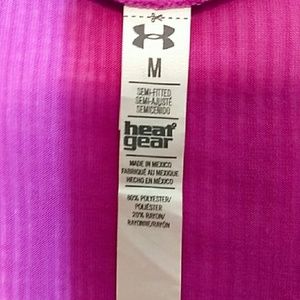 M
SEMI-FITTED
SEMI-AJUSTÉ
SEMICEÑIDO
heat gear
MADE IN MEXICO
FABRIQUÉ AU MEXIQUE
HECHO EN MÉXICO
80% POLYESTER/
POLIÉSTER
20% RAYON/
RAYONNE/RAYÓN